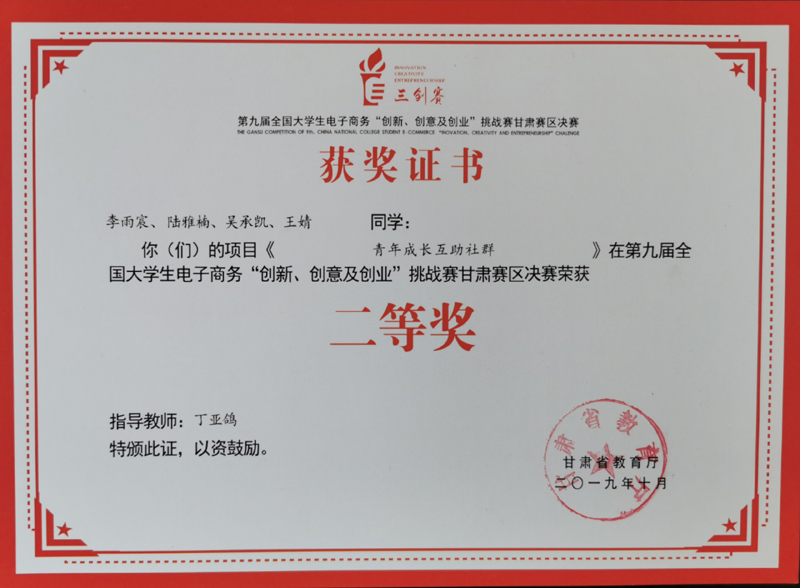 INNOVATION
CREATIVITY
ENTREPRENEURSHIP
三创赛
第九届全国大学生电子商务“创新、创意及创业”挑战赛甘肃赛区决赛
THE GANSU COMPETITION OF 9th. CHINA NATIONAL COLLEGE STUDENT E-COMMERCE "INOVATION, CREATIVITY AND ENTREPRENEURSHIP" CHALENGE
获奖证书
李雨宸、陆雅楠、吴承凯、王婧 同学：
你（们）的项目《 青年成长互助社群 》在第九届全
国大学生电子商务“创新、创意及创业”挑战赛甘肃赛区决赛荣获
二等奖
指导教师：丁亚鸽
特颁此证，以资鼓励。
甘肃省教育厅
甘肃省教育厅
二〇一九年十月